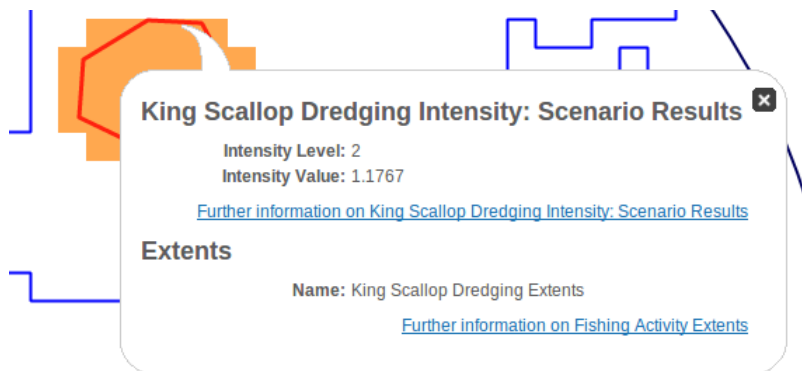 King Scallop Dredging Intensity: Scenario Results
Intensity Level: 2
Intensity Value: 1.1767
Further information on King Scallop Dredging Intensity: Scenario Results
Extents
Name: King Scallop Dredging Extents
Further information on Fishing Activity Extents